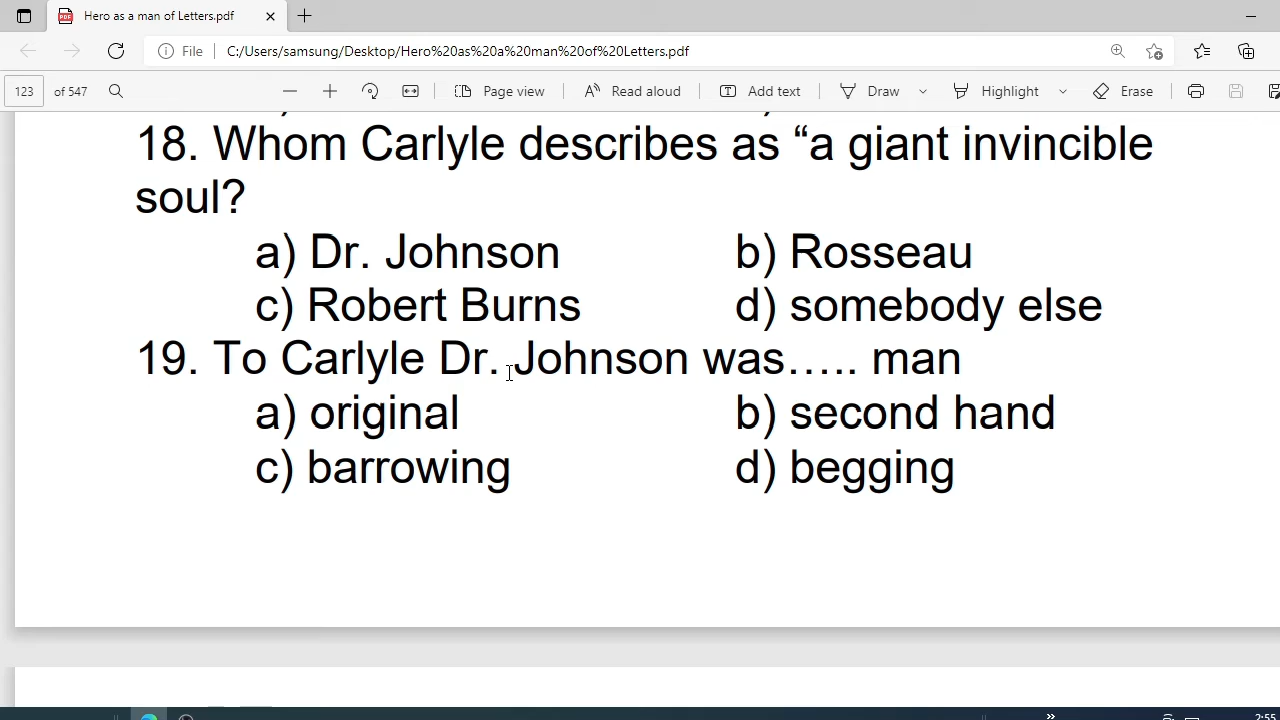 Hero as a man of Letters.pdf
File C:/Users/samsung/Desktop/Hero%20as%20a%20man%20of%20Letters.pdf
123 of 547 Page view Read aloud Add text Draw Highlight Erase
18. Whom Carlyle describes as “a giant invincible
soul?
a) Dr. Johnson b) Rosseau
c) Robert Burns d) somebody else
19. To Carlyle Dr. Johnson was….. man
a) original b) second hand
c) barrowing d) begging
2:55